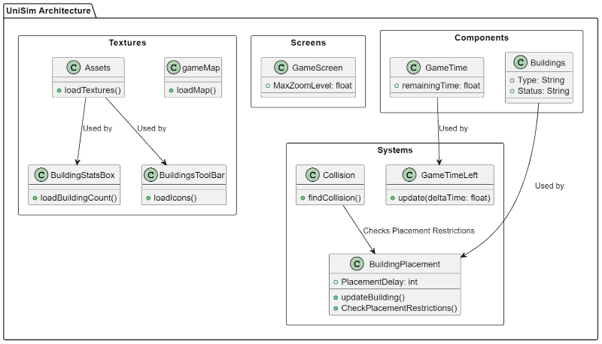 UniSim Architecture
Textures
C Assets
loadTextures()
C gameMap
loadMap()
Used by
Used by
C BuildingStatsBox
loadBuildingCount()
C BuildingsToolBar
loadIcons()
Screens
C GameScreen
MaxZoomLevel: float
Components
C GameTime
remainingTime: float
C Buildings
Type: String
Status: String
Used by
Used by
Systems
C Collision
findCollision()
C GameTimeLeft
update(deltaTime: float)
Checks Placement Restrictions
C BuildingPlacement
PlacementDelay: int
updateBuilding()
CheckPlacementRestrictions()